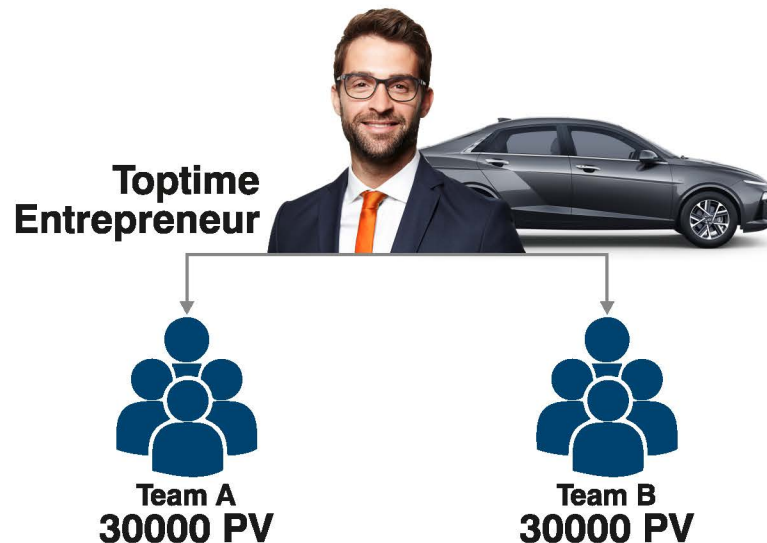 Toptime
Entrepreneur
Team A
30000 PV
Team B
30000 PV